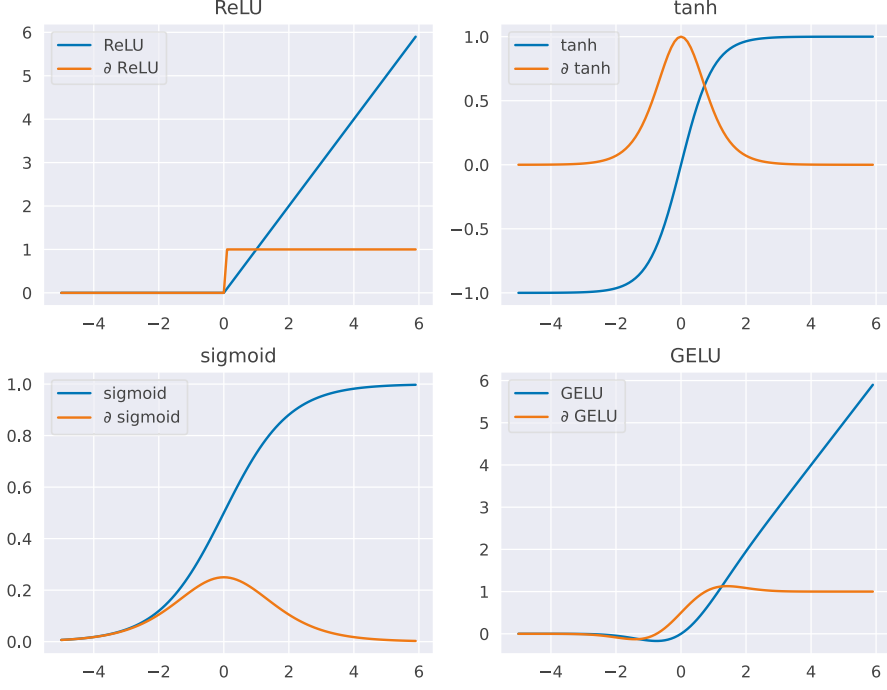 ReLU
ReLU
∂ ReLU
6
5
4
3
2
1
0
−4 −2 0 2 4 6
tanh
tanh
∂ tanh
1.0
0.5
0.0
−0.5
−1.0
−4 −2 0 2 4 6
sigmoid
sigmoid
∂ sigmoid
1.0
0.8
0.6
0.4
0.2
0.0
−4 −2 0 2 4 6
GELU
GELU
∂ GELU
6
5
4
3
2
1
0
−4 −2 0 2 4 6